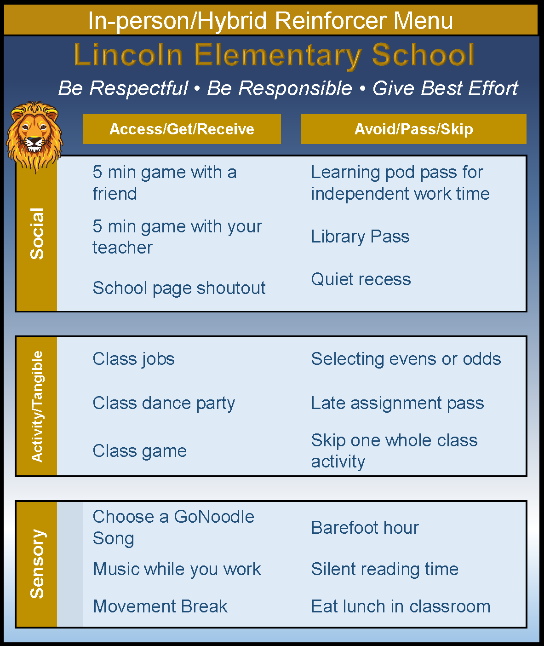 In-person/Hybrid Reinforcer Menu
Lincoln Elementary School
Be Respectful • Be Responsible • Give Best Effort
Access/Get/Receive
Avoid/Pass/Skip
Social
5 min game with a
friend
5 min game with your
teacher
School page shoutout
Learning pod pass for
independent work time
Library Pass
Quiet recess
Activity/Tangible
Class jobs
Class dance party
Class game
Selecting evens or odds
Late assignment pass
Skip one whole class
activity
Sensory
Choose a GoNoodle
Song
Music while you work
Movement Break
Barefoot hour
Silent reading time
Eat lunch in classroom